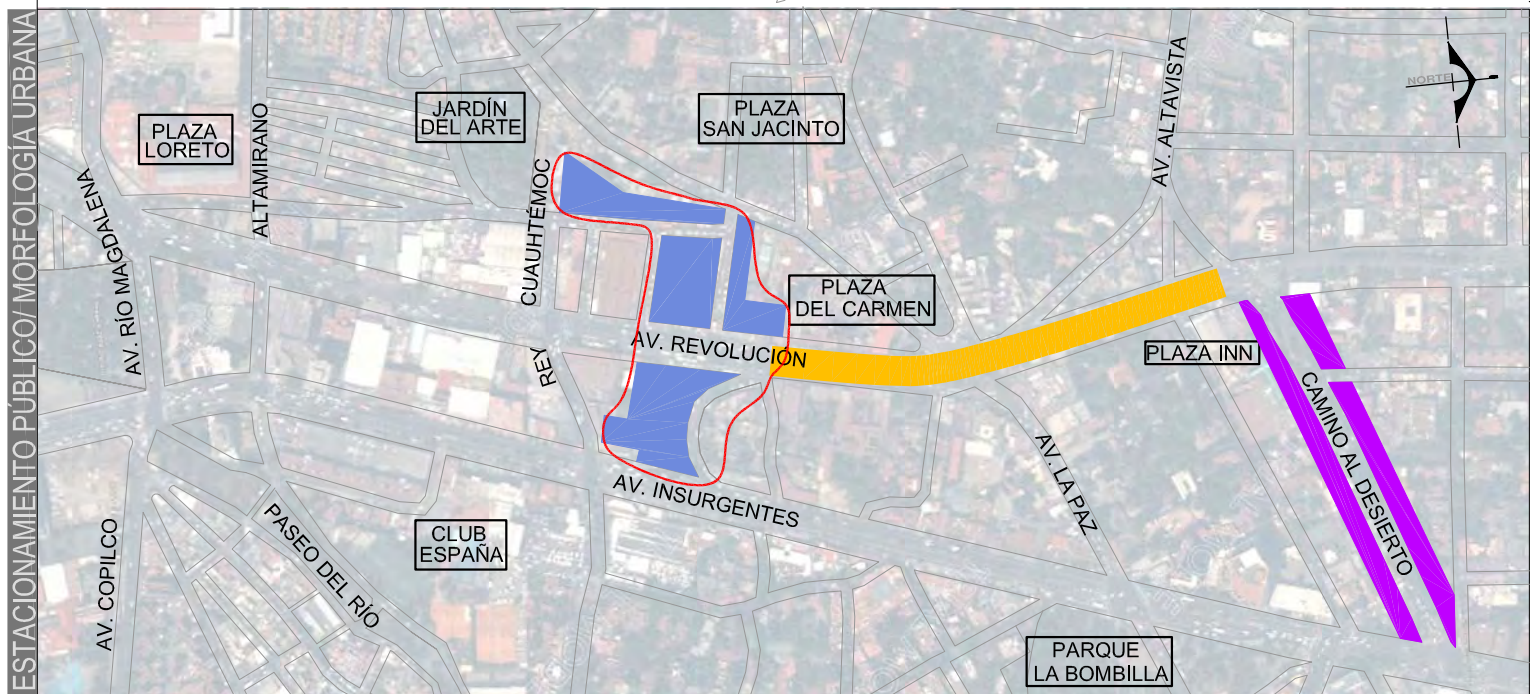 ESTACIONAMIENTO PÚBLICO/ MORFOLOGÍA URBANA
NORTE
AV. ALTAVISTA
JARDÍN
DEL ARTE
PLAZA
SAN JACINTO
PLAZA
LORETO
ALTAMIRANO
AV. RÍO MAGDALENA
REY
CUAUHTÉMOC
PLAZA
DEL CARMEN
AV. REVOLUCIÓN
PLAZA INN
CAMINO AL DESIERTO
AV. LA PAZ
AV. INSURGENTES
CLUB
ESPAÑA
PASEO DEL RÍO
AV. COPILCO
PARQUE
LA BOMBILLA